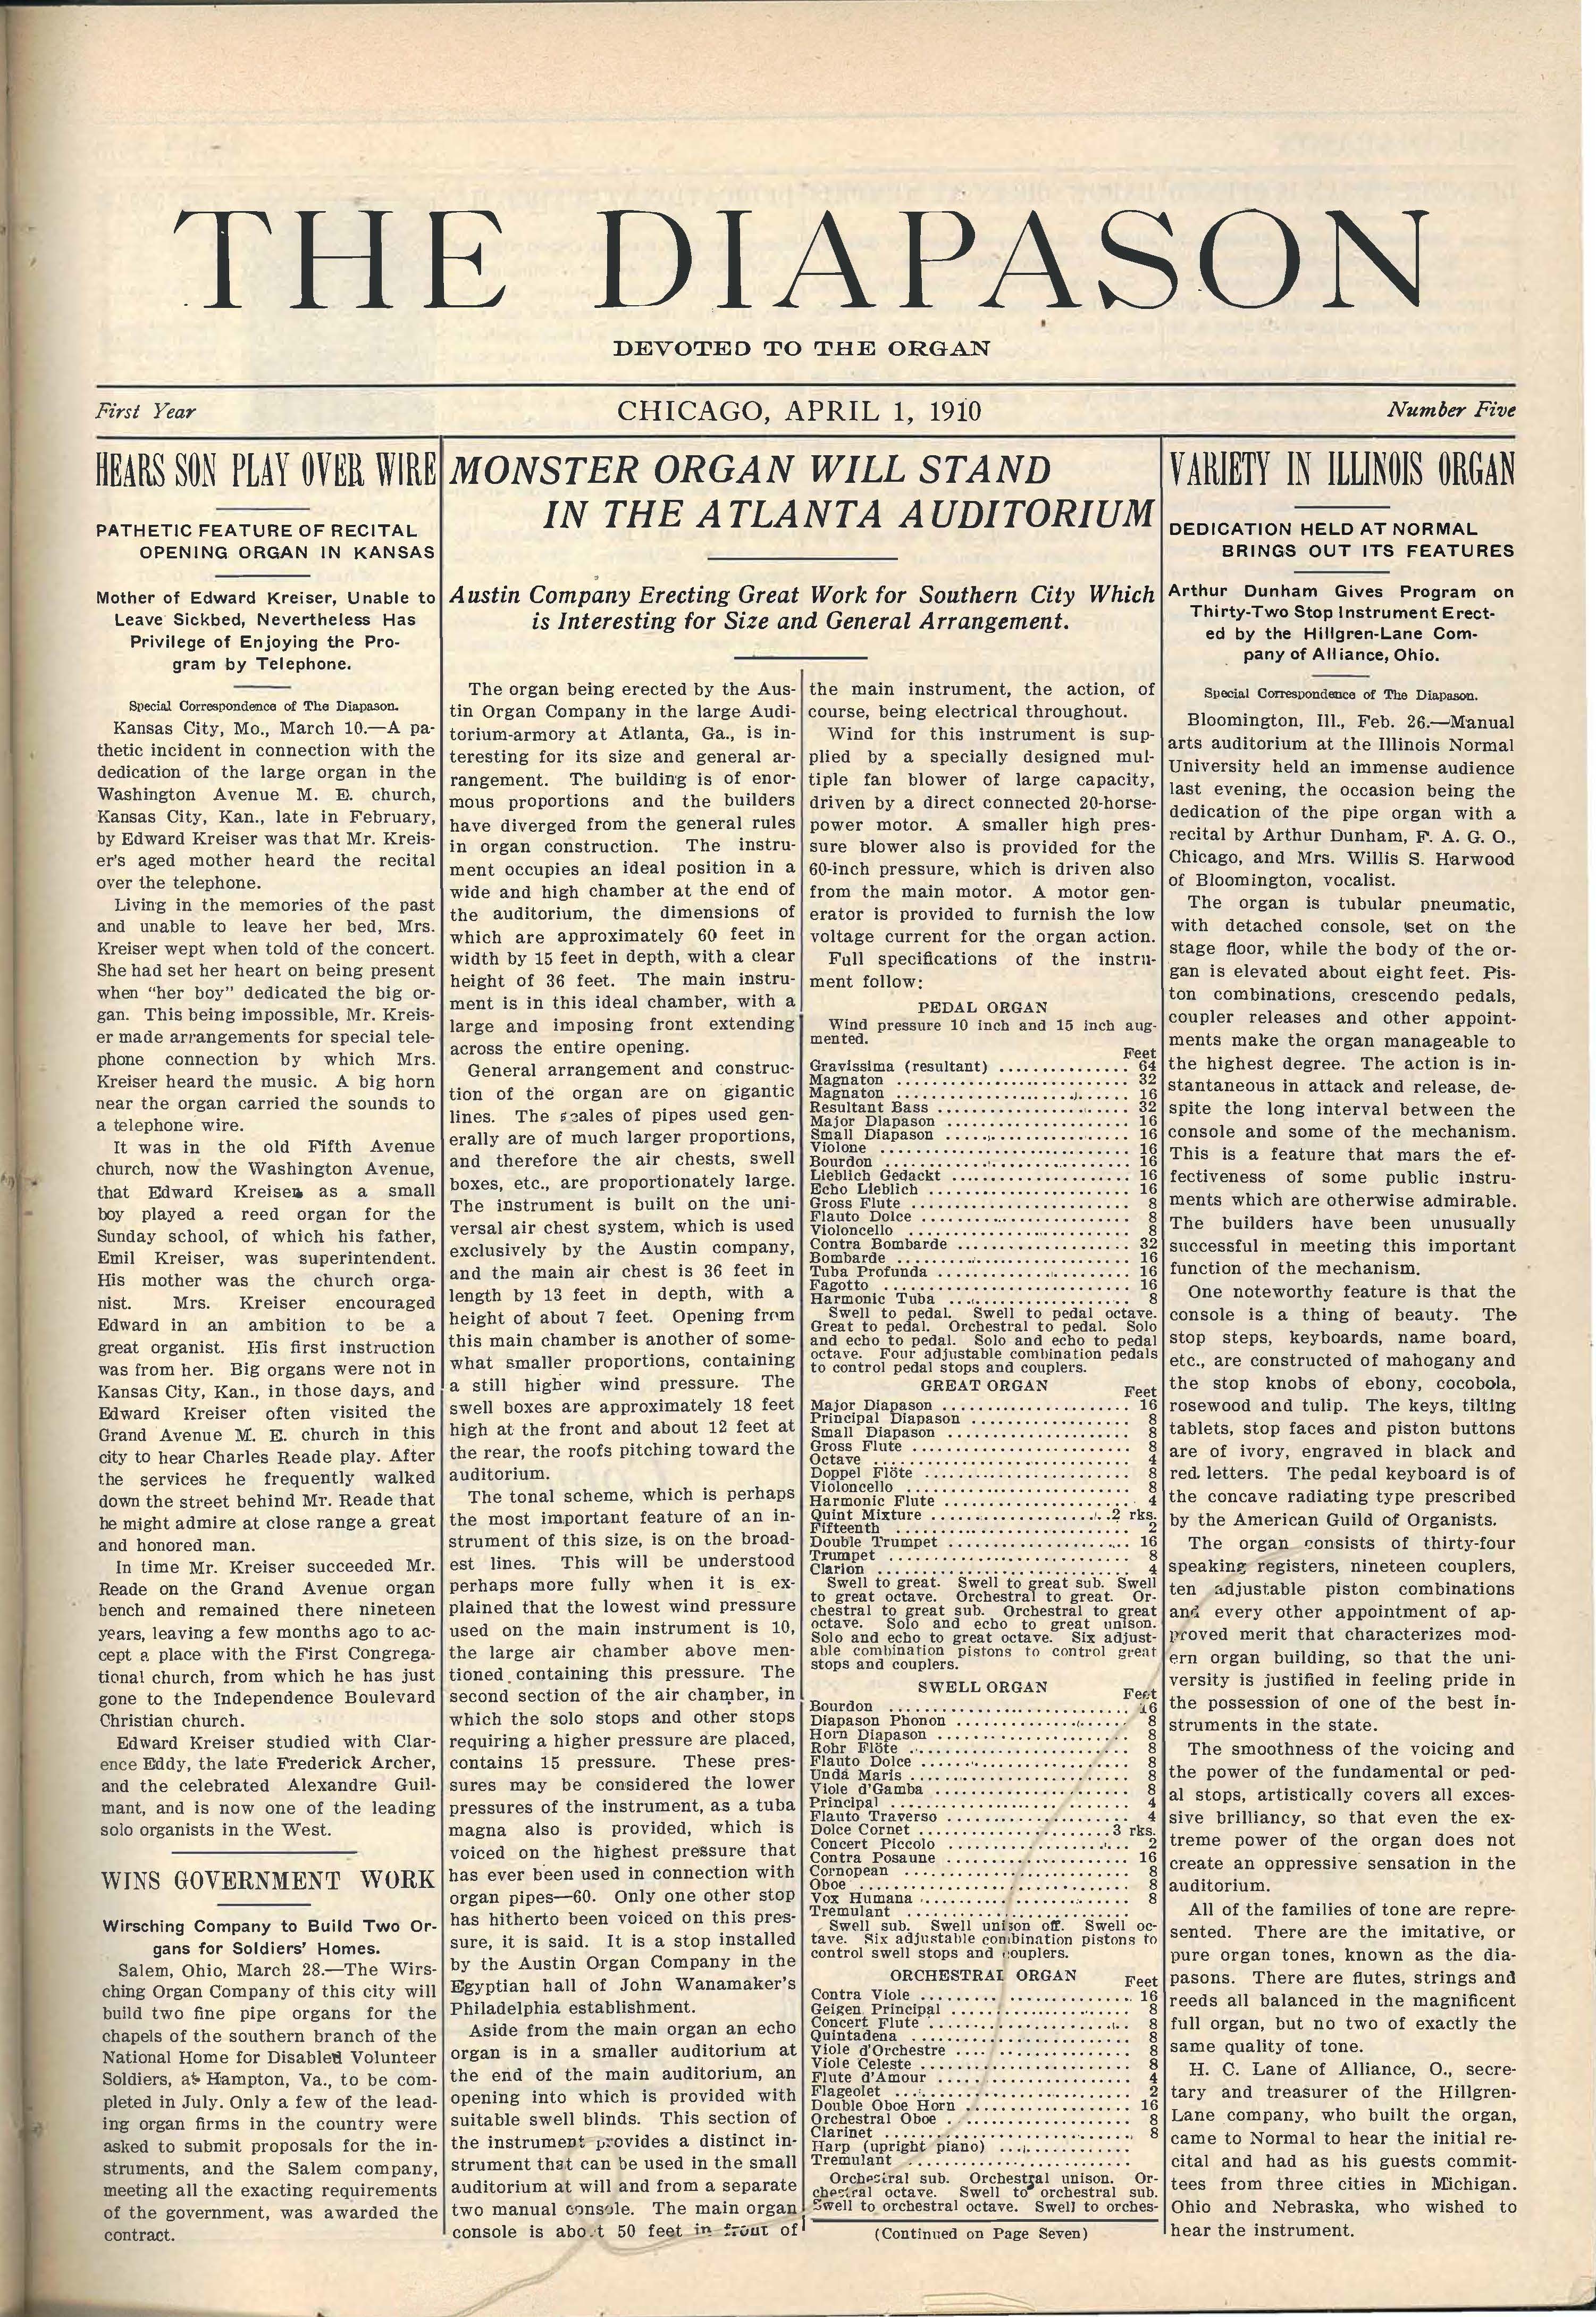 THE DIAPASON
DEVOTED TO THE ORGAN
First Year
CHICAGO, APRIL 1, 1910
Number Five
HEARS SON PLAY OVER WIRE
PATHETIC FEATURE OF RECITAL
OPENING ORGAN IN KANSAS
Mother of Edward Kreiser, Unable to
Leave Sickbed, Nevertheless Has
Privilege of Enjoying the Pro-
gram by Telephone.
Special Correspondence of The Diapason.
Kansas City, Mo., March 10.—A pa-
thetic incident in connection with the
dedication of the large organ in the
Washington Avenue M. E. church,
Kansas City, Kan., late in February,
by Edward Kreiser was that Mr. Kreis-
er's aged mother heard the recital
over the telephone.
Living in the memories of the past
and unable to leave her bed, Mrs.
Kreiser wept when told of the concert.
She had set her heart on being present
when "her boy" dedicated the big or-
gan. This being impossible, Mr. Kreis-
er made arrangements for special tele-
phone connection by which Mrs.
Kreiser heard the music. A big horn
near the organ carried the sounds to
a telephone wire.
It was in the old Fifth Avenue
church, now the Washington Avenue,
that Edward Kreiser as a small
boy played a reed organ for the
Sunday school, of which his father,
Emil Kreiser, was superintendent.
His mother was the church orga-
nist. Mrs. Kreiser encouraged
Edward in an ambition to be a
great organist. His first instruction
was from her. Big organs were not in
Kansas City, Kan., in those days, and
Edward Kreiser often visited the
Grand Avenue M. E. church in this
city to hear Charles Reade play. After
the services he frequently walked
down the street behind Mr. Reade that
he might admire at close range a great
and honored man.
In time Mr. Kreiser succeeded Mr.
Reade on the Grand Avenue organ
bench and remained there nineteen
years, leaving a few months ago to ac-
cept a place with the First Congrega-
tional church, from which he has just
gone to the Independence Boulevard
Christian church.
Edward Kreiser studied with Clar-
ence Eddy, the late Frederick Archer,
and the celebrated Alexandre Guil-
mant, and is now one of the leading
solo organists in the West.
WINS GOVERNMENT WORK
Wirsching Company to Build Two Or-
gans for Soldiers' Homes.
Salem, Ohio, March 28.—The Wirs-
ching Organ Company of this city will
build two fine pipe organs for the
chapels of the southern branch of the
National Home for Disabled Volunteer
Soldiers, at Hampton, Va., to be com-
pleted in July. Only a few of the lead-
ing organ firms in the country were
asked to submit proposals for the in-
struments, and the Salem company,
meeting all the exacting requirements
of the government, was awarded the
contract.
MONSTER ORGAN WILL STAND
IN THE ATLANTA AUDITORIUM
Austin Company Erecting Great Work for Southern City Which
is Interesting for Size and General Arrangement.
The organ being erected by the Aus-
tin Organ Company in the large Audi-
torium-armory at Atlanta, Ga., is in-
teresting for its size and general ar-
rangement. The building is of enor-
mous proportions and the builders
have diverged from the general rules
in organ construction. The instru-
ment occupies an ideal position in a
wide and high chamber at the end of
the auditorium, the dimensions of
which are approximately 60 feet in
width by 15 feet in depth, with a clear
height of 36 feet. The main instru-
ment is in this ideal chamber, with a
large and imposing front extending
across the entire opening.
General arrangement and construc-
tion of the organ are on gigantic
lines. The scales of pipes used gen-
erally are of much larger proportions,
and therefore the air chests, swell
boxes, etc., are proportionately large.
The instrument is built on the uni-
versal air chest system, which is used
exclusively by the Austin company,
and the main air chest is 36 feet in
length by 13 feet in depth, with a
height of about 7 feet. Opening from
this main chamber is another of some-
what smaller proportions, containing
a still higher wind pressure. The
swell boxes are approximately 18 feet
high at the front and about 12 feet at
the rear, the roofs pitching toward the
auditorium.
The tonal scheme, which is perhaps
the most important feature of an in-
strument of this size, is on the broad-
est lines. This will be understood
perhaps more fully when it is ex-
plained that the lowest wind pressure
used on the main instrument is 10,
the large air chamber above men-
tioned containing this pressure. The
second section of the air chamber, in
which the solo stops and other stops
requiring a higher pressure are placed,
contains 15 pressure. These pres-
sures may be considered the lower
pressures of the instrument, as a tuba
magna also is provided, which is
voiced on the highest pressure that
has ever been used in connection with
organ pipes—60. Only one other stop
has hitherto been voiced on this pres-
sure, it is said. It is a stop installed
by the Austin Organ Company in the
Egyptian hall of John Wanamaker's
Philadelphia establishment.
Aside from the main organ an echo
organ is in a smaller auditorium at
the end of the main auditorium, an
opening into which is provided with
suitable swell blinds. This section of
the instrument provides a distinct in-
strument that can be used in the small
auditorium at will and from a separate
two manual console. The main organ
console is about 50 feet in front of
the main instrument, the action, of
course, being electrical throughout.
Wind for this instrument is sup-
plied by a specially designed mul-
tiple fan blower of large capacity,
driven by a direct connected 20-horse-
power motor. A smaller high pres-
sure blower also is provided for the
60-inch pressure, which is driven also
from the main motor. A motor gen-
erator is provided to furnish the low
voltage current for the organ action.
Full specifications of the instru-
ment follow:
PEDAL ORGAN
Wind pressure 10 inch and 15 inch aug-
mented.
Feet
Gravissima (resultant) ............... 64
Magnaton ............... 32
Magnaton ............... 16
Resultant Bass ............... 32
Major Diapason ............... 16
Small Diapason ............... 16
Violone ............... 16
Bourdon ............... 16
Lieblich Gedackt ............... 16
Echo Lieblich ............... 16
Gross Flute ............... 8
Flauto Dolce ............... 8
Violoncello ............... 8
Contra Bombarde ............... 32
Bombarde ............... 16
Tuba Profunda ............... 16
Fagotto ............... 16
Harmonic Tuba ............... 8
Swell to pedal. Swell to pedal octave.
Great to pedal. Orchestral to pedal. Solo
and echo to pedal. Solo and echo to pedal
octave. Four adjustable combination pedals
to control pedal stops and couplers.
GREAT ORGAN
Feet
Major Diapason ............... 16
Principal Diapason ............... 8
Small Diapason ............... 8
Gross Flute ............... 8
Octave ............... 4
Doppel Flöte ............... 8
Violoncello ............... 8
Harmonic Flute ............... 4
Quint Mixture ............... 2 rks.
Fifteenth ............... 2
Double Trumpet ............... 16
Trumpet ............... 8
Clarion ............... 4
Swell to great. Swell to great sub. Swell
to great octave. Orchestral to great. Or-
chestral to great sub. Orchestral to great
octave. Solo and echo to great unison.
Solo and echo to great octave. Six adjust-
able combination pistons to control great
stops and couplers.
SWELL ORGAN
Feet
Bourdon ............... 16
Diapason Phonon ............... 8
Horn Diapason ............... 8
Rohr Flöte ............... 8
Flauto Dolce ............... 8
Unda Maris ............... 8
Viole d'Gamba ............... 8
Principal ............... 4
Flauto Traverso ............... 4
Dolce Cornet ............... 3 rks.
Concert Piccolo ............... 2
Contra Posaune ............... 16
Cornopean ............... 8
Oboe ............... 8
Vox Humana ............... 8
Tremulant ...............
Swell sub. Swell unison off. Swell oc-
tave. Six adjustable combination pistons to
control swell stops and couplers.
ORCHESTRAL ORGAN
Feet
Contra Viole ............... 16
Geigen Principal ............... 8
Concert Flute ............... 8
Quintadena ............... 8
Viole d'Orchestre ............... 8
Viole Celeste ............... 8
Flute d'Amour ............... 4
Flageolet ............... 2
Double Oboe Horn ............... 16
Orchestral Oboe ............... 8
Clarinet ............... 8
Harp (upright piano) ...............
Tremulant ...............
Orchestral sub. Orchestral unison. Or-
chestral octave. Swell to orchestral sub.
Swell to orchestral octave. Swell to orches-
(Continued on Page Seven)
VARIETY IN ILLINOIS ORGAN
DEDICATION HELD AT NORMAL
BRINGS OUT ITS FEATURES
Arthur Dunham Gives Program on
Thirty-Two Stop Instrument Erect-
ed by the Hillgren-Lane Com-
pany of Alliance, Ohio.
Special Correspondence of The Diapason.
Bloomington, Ill., Feb. 26.—Manual
arts auditorium at the Illinois Normal
University held an immense audience
last evening, the occasion being the
dedication of the pipe organ with a
recital by Arthur Dunham, F. A. G. O.,
Chicago, and Mrs. Willis S. Harwood
of Bloomington, vocalist.
The organ is tubular pneumatic,
with detached console, set on the
stage floor, while the body of the or-
gan is elevated about eight feet. Pis-
ton combinations, crescendo pedals,
coupler releases and other appoint-
ments make the organ manageable to
the highest degree. The action is in-
stantaneous in attack and release, de-
spite the long interval between the
console and some of the mechanism.
This is a feature that mars the ef-
fectiveness of some public instru-
ments which are otherwise admirable.
The builders have been unusually
successful in meeting this important
function of the mechanism.
One noteworthy feature is that the
console is a thing of beauty. The
stop steps, keyboards, name board,
etc., are constructed of mahogany and
the stop knobs of ebony, cocobola,
rosewood and tulip. The keys, tilting
tablets, stop faces and piston buttons
are of ivory, engraved in black and
red letters. The pedal keyboard is of
the concave radiating type prescribed
by the American Guild of Organists.
The organ consists of thirty-four
speaking registers, nineteen couplers,
ten adjustable piston combinations
and every other appointment of ap-
proved merit that characterizes mod-
ern organ building, so that the uni-
versity is justified in feeling pride in
the possession of one of the best in-
struments in the state.
The smoothness of the voicing and
the power of the fundamental or ped-
al stops, artistically covers all exces-
sive brilliancy, so that even the ex-
treme power of the organ does not
create an oppressive sensation in the
auditorium.
All of the families of tone are repre-
sented. There are the imitative, or
pure organ tones, known as the dia-
pasons. There are flutes, strings and
reeds all balanced in the magnificent
full organ, but no two of exactly the
same quality of tone.
H. C. Lane of Alliance, O., secre-
tary and treasurer of the Hillgren-
Lane company, who built the organ,
came to Normal to hear the initial re-
cital and had as his guests commit-
tees from three cities in Michigan.
Ohio and Nebraska, who wished to
hear the instrument.